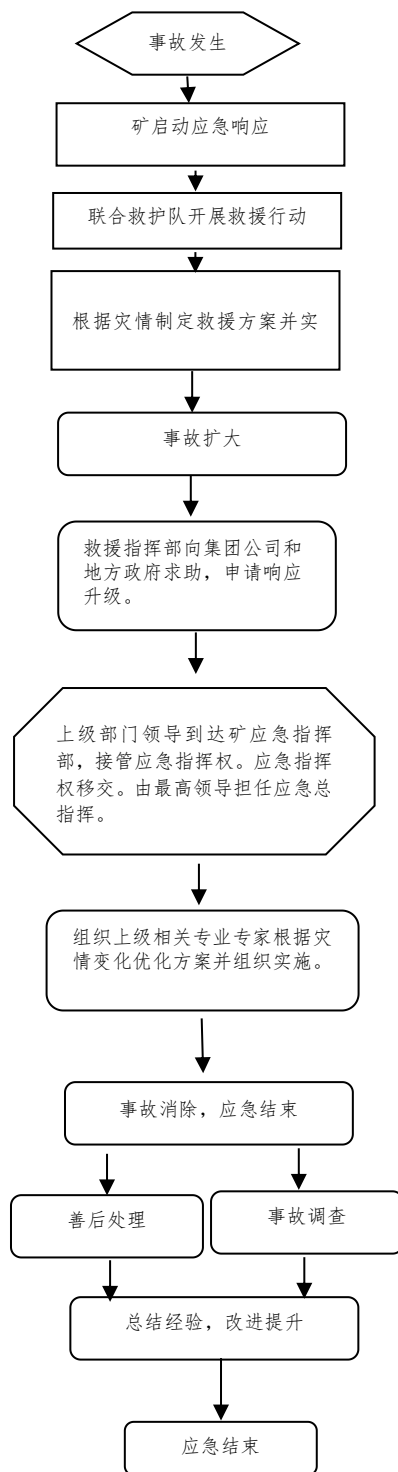 事故发生
矿启动应急响应
联合救护队开展救援行动
根据灾情制定救援方案并实
事故扩大
救援指挥部向集团公司和
地方政府求助，申请响应
升级。
上级部门领导到达矿应急指挥
部，接管应急指挥权。应急指挥
权移交。由最高领导担任应急总
指挥。
组织上级相关专业专家根据灾
情变化优化方案并组织实施。
事故消除，应急结束
善后处理
事故调查
总结经验，改进提升
应急结束